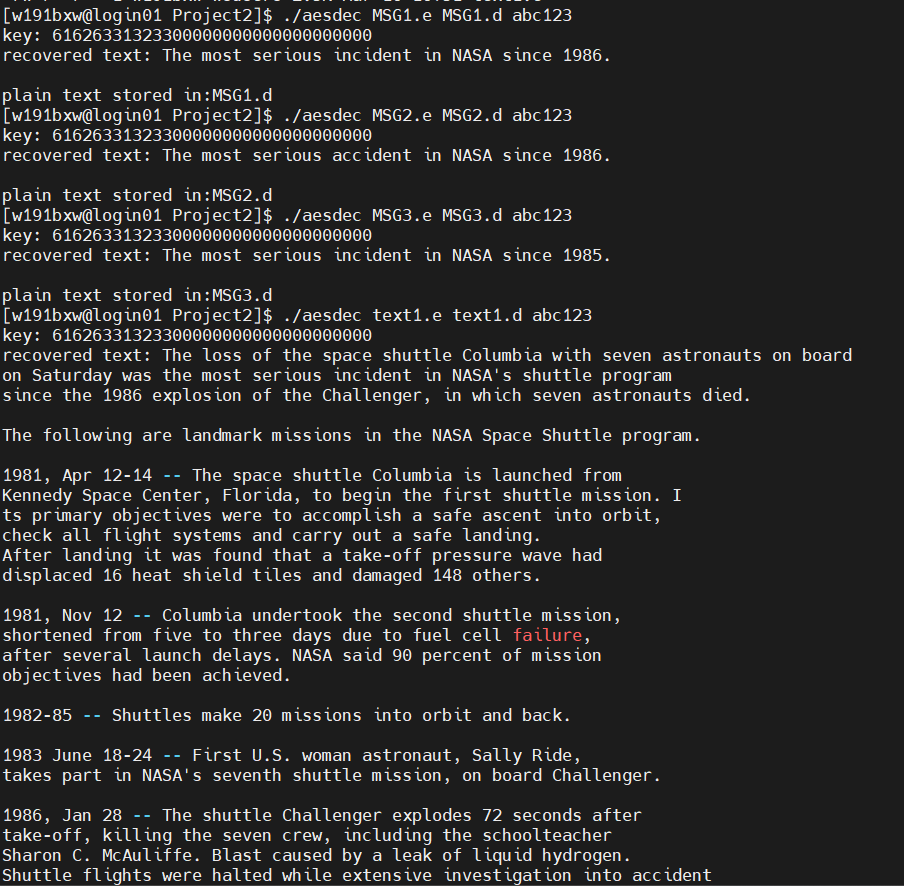 [w191bxw@login01 Project2]$ ./aesdec MSG1.e MSG1.d abc123
key: 61626331323300000000000000000000
recovered text: The most serious incident in NASA since 1986.
plain text stored in:MSG1.d
[w191bxw@login01 Project2]$ ./aesdec MSG2.e MSG2.d abc123
key: 61626331323300000000000000000000
recovered text: The most serious accident in NASA since 1986.
plain text stored in:MSG2.d
[w191bxw@login01 Project2]$ ./aesdec MSG3.e MSG3.d abc123
key: 61626331323300000000000000000000
recovered text: The most serious incident in NASA since 1985.
plain text stored in:MSG3.d
[w191bxw@login01 Project2]$ ./aesdec text1.e text1.d abc123
key: 61626331323300000000000000000000
recovered text: The loss of the space shuttle Columbia with seven astronauts on board
on Saturday was the most serious incident in NASA's shuttle program
since the 1986 explosion of the Challenger, in which seven astronauts died.
The following are landmark missions in the NASA Space Shuttle program.
1981, Apr 12-14 -- The space shuttle Columbia is launched from
Kennedy Space Center, Florida, to begin the first shuttle mission. I
ts primary objectives were to accomplish a safe ascent into orbit,
check all flight systems and carry out a safe landing.
After landing it was found that a take-off pressure wave had
displaced 16 heat shield tiles and damaged 148 others.
1981, Nov 12 -- Columbia undertook the second shuttle mission,
shortened from five to three days due to fuel cell failure,
after several launch delays. NASA said 90 percent of mission
objectives had been achieved.
1982-85 -- Shuttles make 20 missions into orbit and back.
1983 June 18-24 -- First U.S. woman astronaut, Sally Ride,
takes part in NASA's seventh shuttle mission, on board Challenger.
1986, Jan 28 -- The shuttle Challenger explodes 72 seconds after
take-off, killing the seven crew, including the schoolteacher
Sharon C. McAuliffe. Blast caused by a leak of liquid hydrogen.
Shuttle flights were halted while extensive investigation into accident